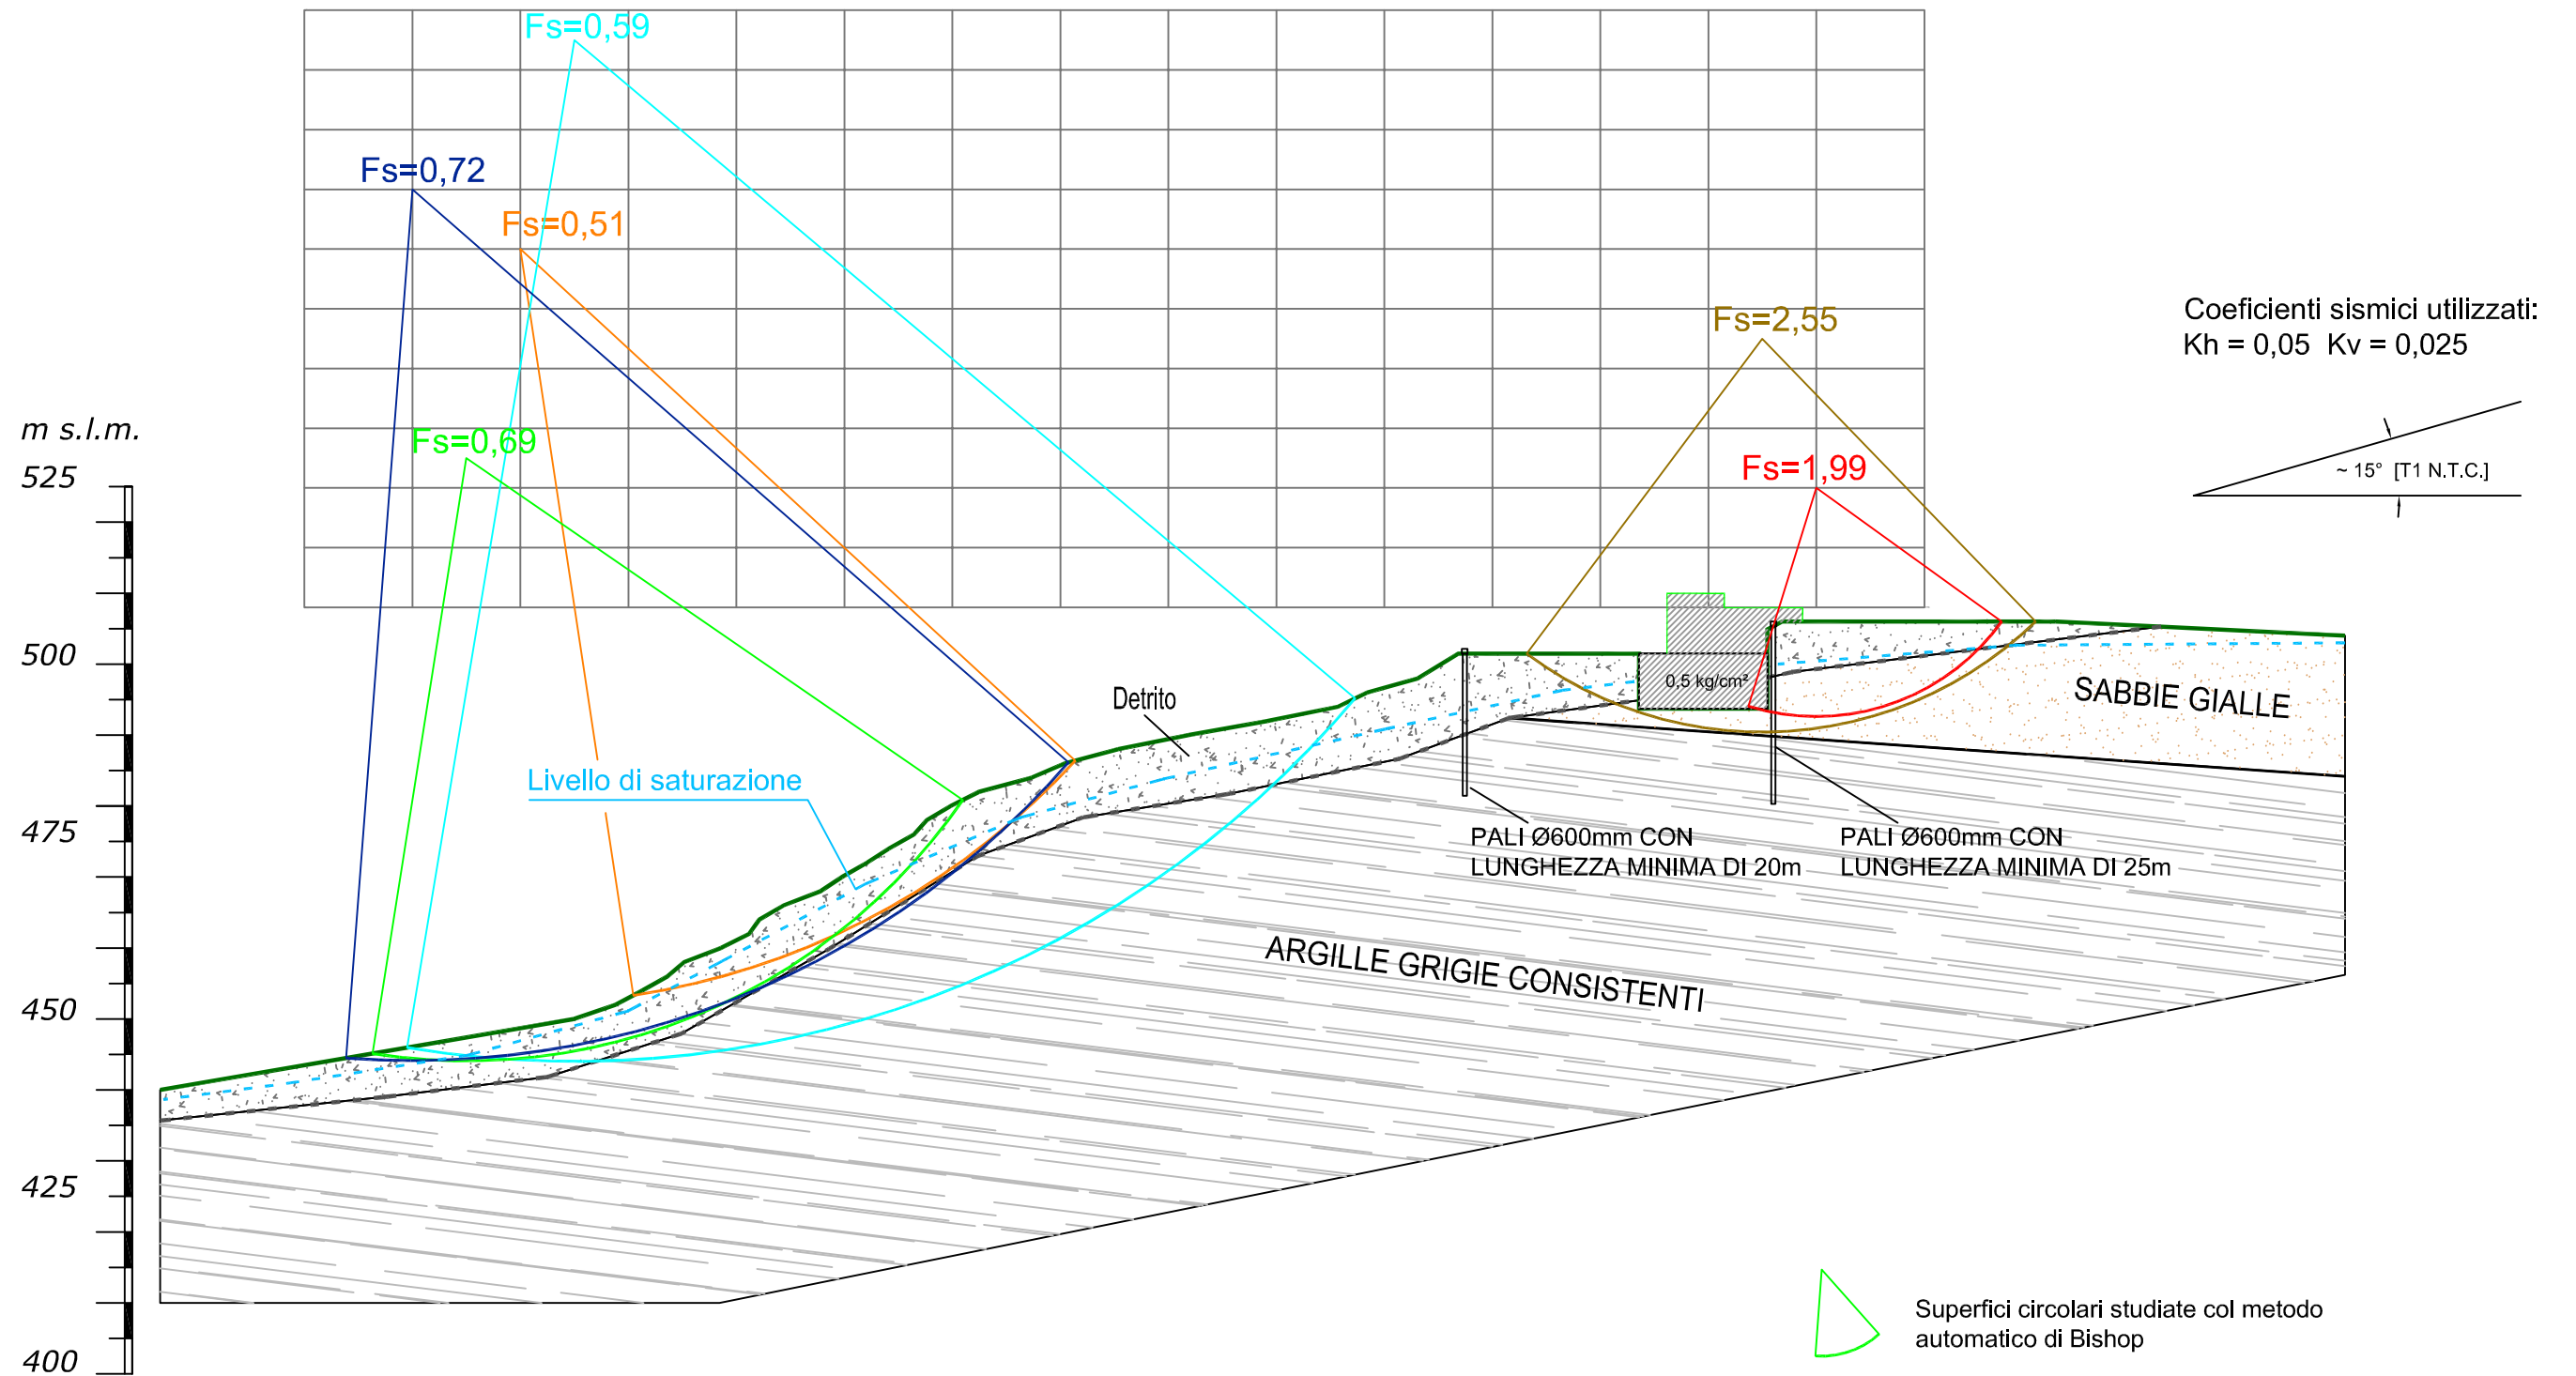 Fs=0,59
Fs=0,72
Fs=0,51
Fs=2,55
Coeficienti sismici utilizzati:
Kh = 0,05  Kv = 0,025
m s.l.m.
Fs=0,69
Fs=1,99
~ 15°  [T1 N.T.C.]
525
500
475
450
425
400
0,5 kg/cm²
Detrito
SABBIE GIALLE
Livello di saturazione
PALI Ø600mm CON
LUNGHEZZA MINIMA DI 20m
PALI Ø600mm CON
LUNGHEZZA MINIMA DI 25m
ARGILLE GRIGIE CONSISTENTI
Superfici circolari studiate col metodo
automatico di Bishop